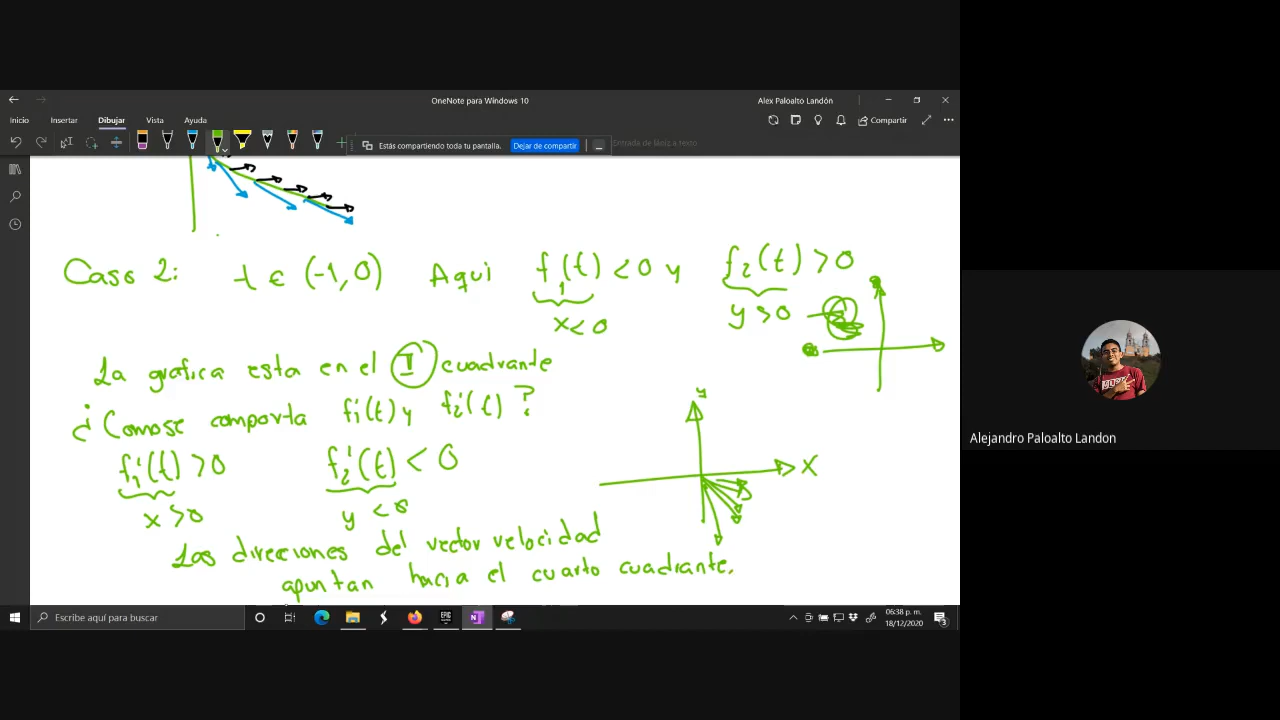 OneNote para Windows 10
Alex Paloalto Landón
Inicio Insertar Dibujar Vista Ayuda
Compartir
Estás compartiendo toda tu pantalla. Dejar de compartir
Caso 2: t ∈ (-1, 0) Aqui f₁(t) < 0 y f₂(t) > 0
x < 0 y > 0
La grafica esta en el II cuadrante
¿Como se comporta f₁'(t) y f₂'(t)?
y
f₁'(t) > 0 f₂'(t) < 0
X
x > 0 y < 0
Las direcciones del vector velocidad
apuntan hacia el cuarto cuadrante.
Alejandro Paloalto Landon
Escribe aquí para buscar
EPIC
06:38 p. m.
18/12/2020
3